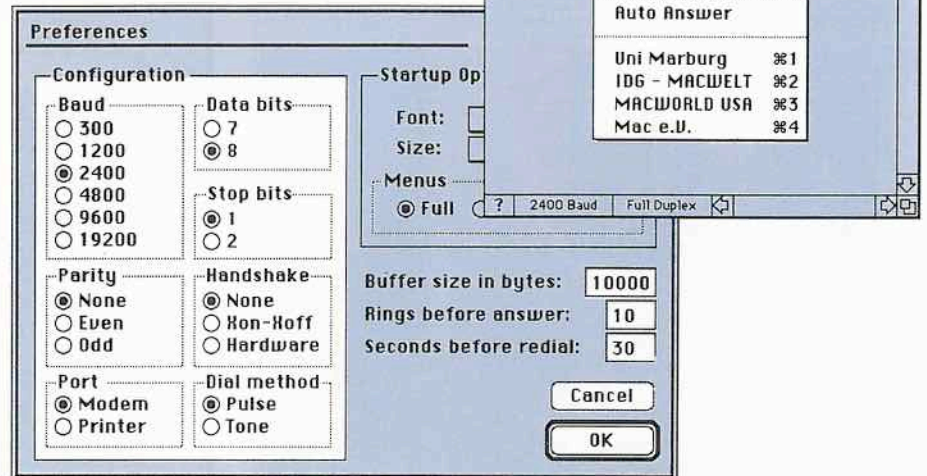 Auto Answer
Uni Marburg ⌘1
IDG - MACWELT ⌘2
MACWORLD USA ⌘3
Mac e.V. ⌘4
? 2400 Baud Full Duplex
Preferences
Configuration
Baud
300
1200
2400
4800
9600
19200
Data bits
7
8
Stop bits
1
2
Parity
None
Even
Odd
Handshake
None
Xon-Xoff
Hardware
Port
Modem
Printer
Dial method
Pulse
Tone
Startup Op
Font:
Size:
Menus
Full
Buffer size in bytes: 10000
Rings before answer: 10
Seconds before redial: 30
Cancel
OK